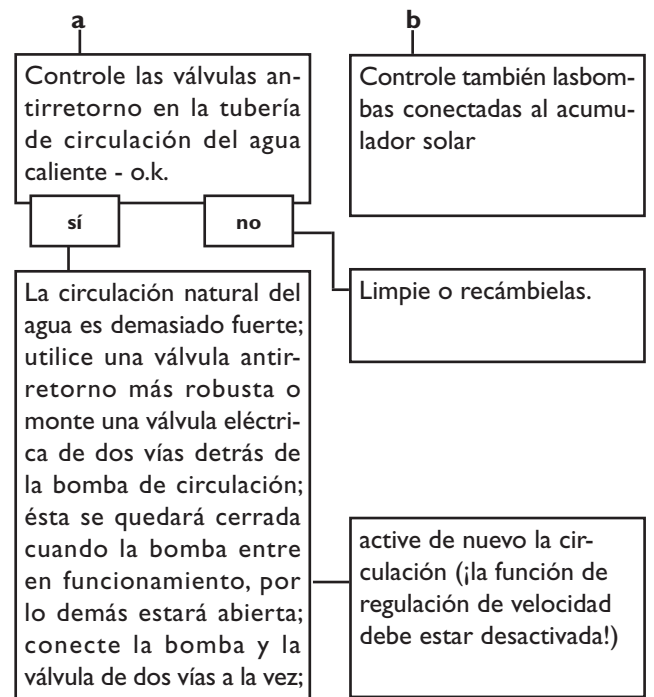 a
Controle las válvulas an-
tirretorno en la tubería
de circulación del agua
caliente - o.k.
sí
no
La circulación natural del
agua es demasiado fuerte;
utilice una válvula antir-
retorno más robusta o
monte una válvula eléctri-
ca de dos vías detrás de
la bomba de circulación;
ésta se quedará cerrada
cuando la bomba entre
en funcionamiento, por
lo demás estará abierta;
conecte la bomba y la
válvula de dos vías a la vez;
b
Controle también lasbom-
bas conectadas al acumu-
lador solar
Limpie o recámbielas.
active de nuevo la cir-
culación (¡la función de
regulación de velocidad
debe estar desactivada!)